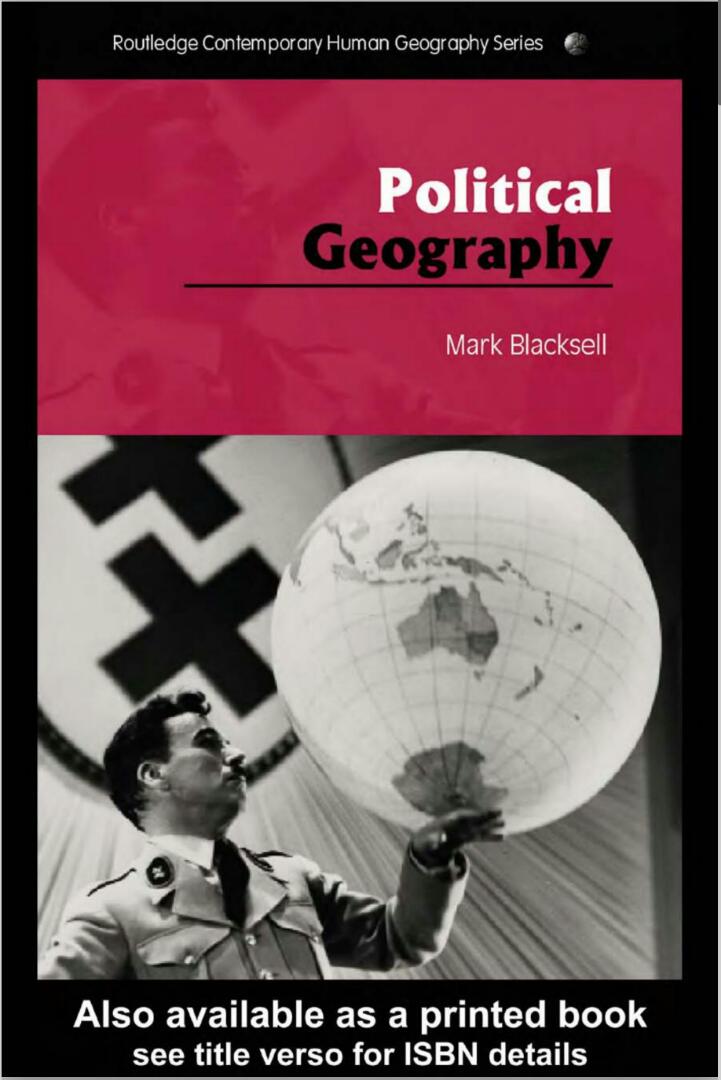 Routledge Contemporary Human Geography Series
Political
Geography
Mark Blacksell
Also available as a printed book
see title verso for ISBN details